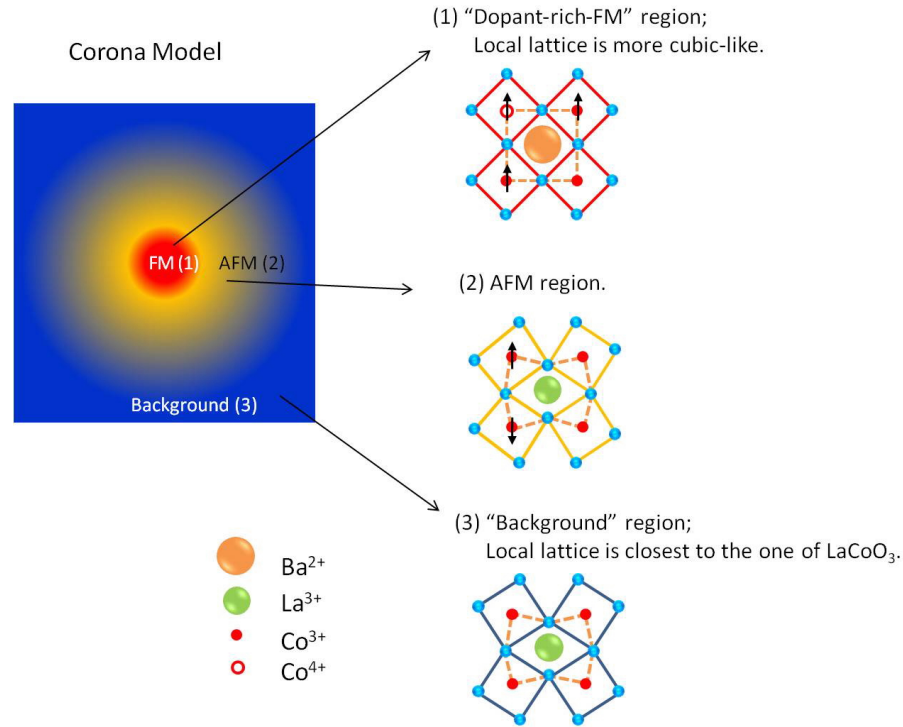 Corona Model
FM (1)
AFM (2)
Background (3)
(1) “Dopant-rich-FM” region;
Local lattice is more cubic-like.
(2) AFM region.
(3) “Background” region;
Local lattice is closest to the one of LaCoO₃.
Ba²⁺
La³⁺
Co³⁺
Co⁴⁺